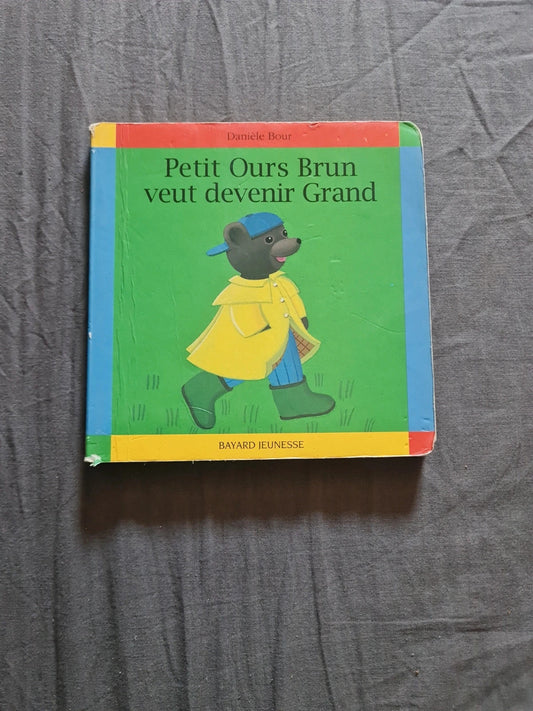 Danièle Bour
Petit Ours Brun
veut devenir Grand
BAYARD JEUNESSE